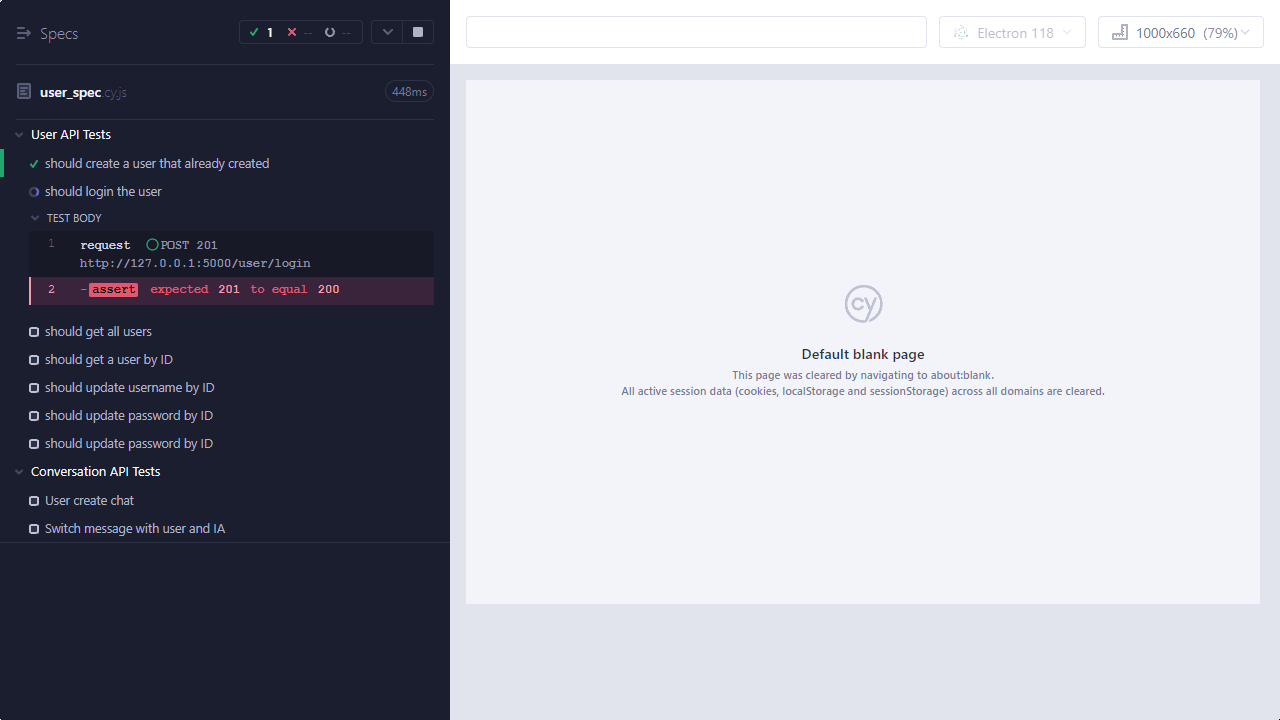 Specs
1 -- --
user_spec.cy.js
448ms
User API Tests
should create a user that already created
should login the user
TEST BODY
1 request POST 201
http://127.0.0.1:5000/user/login
2 -assert expected 201 to equal 200
should get all users
should get a user by ID
should update username by ID
should update password by ID
should update password by ID
Conversation API Tests
User create chat
Switch message with user and IA
Electron 118
1000x660 (79%)
cy
Default blank page
This page was cleared by navigating to about:blank.
All active session data (cookies, localStorage and sessionStorage) across all domains are cleared.